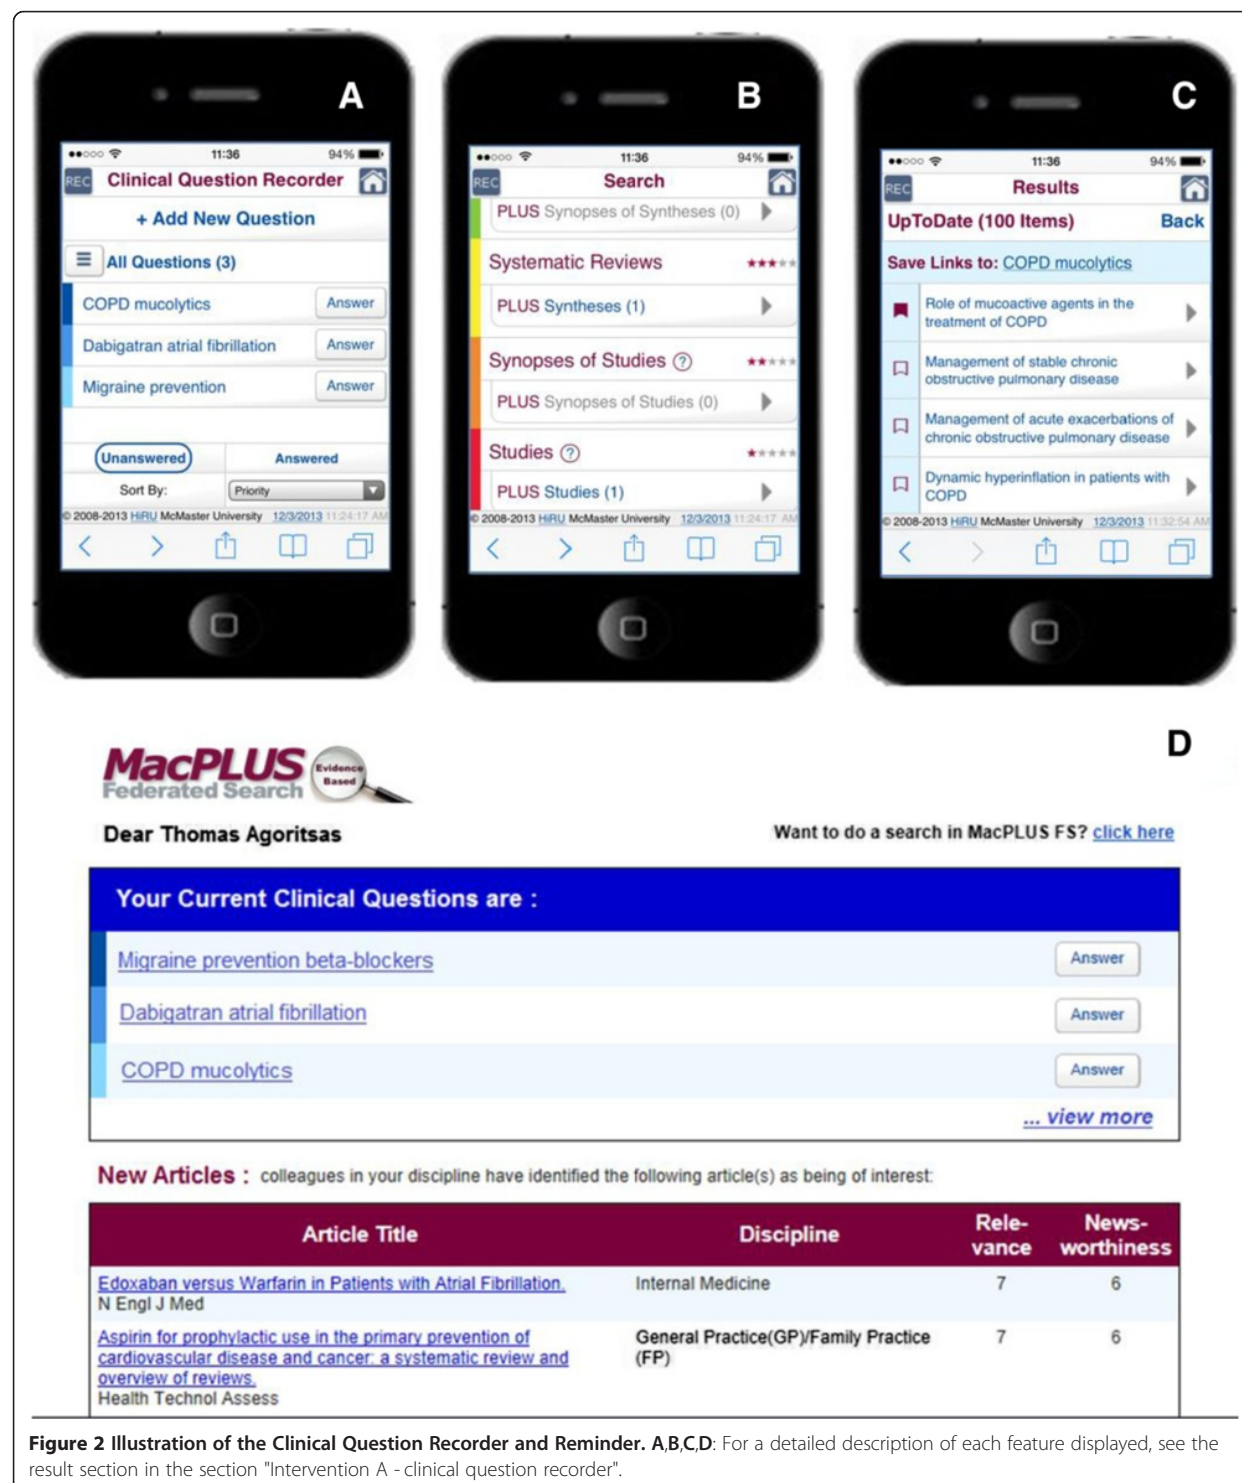 A
11:36
94%
REC
Clinical Question Recorder
+ Add New Question
All Questions (3)
COPD mucolytics
Answer
Dabigatran atrial fibrillation
Answer
Migraine prevention
Answer
Unanswered
Answered
Sort By:
Priority
© 2008-2013 HiRU McMaster University 12/3/2013 11:24:17 AM
B
11:36
94%
REC
Search
PLUS Synopses of Syntheses (0)
Systematic Reviews
PLUS Syntheses (1)
Synopses of Studies ?
PLUS Synopses of Studies (0)
Studies ?
PLUS Studies (1)
© 2008-2013 HiRU McMaster University 12/3/2013 11:24:17 AM
C
11:36
94%
REC
Results
UpToDate (100 Items) Back
Save Links to: COPD mucolytics
Role of mucoactive agents in the
treatment of COPD
Management of stable chronic
obstructive pulmonary disease
Management of acute exacerbations of
chronic obstructive pulmonary disease
Dynamic hyperinflation in patients with
COPD
© 2008-2013 HiRU McMaster University 12/3/2013 11:32:54 AM
D
MacPLUS
Federated Search
Evidence
Based
Dear Thomas Agoritsas
Want to do a search in MacPLUS FS? click here
Your Current Clinical Questions are :
Migraine prevention beta-blockers
Answer
Dabigatran atrial fibrillation
Answer
COPD mucolytics
Answer
... view more
New Articles : colleagues in your discipline have identified the following article(s) as being of interest:
Article Title
Discipline
Rele-
vance
News-
worthiness
Edoxaban versus Warfarin in Patients with Atrial Fibrillation.
N Engl J Med
Internal Medicine
7
6
Aspirin for prophylactic use in the primary prevention of
cardiovascular disease and cancer: a systematic review and
overview of reviews.
Health Technol Assess
General Practice(GP)/Family Practice
(FP)
7
6
Figure 2 Illustration of the Clinical Question Recorder and Reminder. A,B,C,D: For a detailed description of each feature displayed, see the
result section in the section "Intervention A - clinical question recorder".